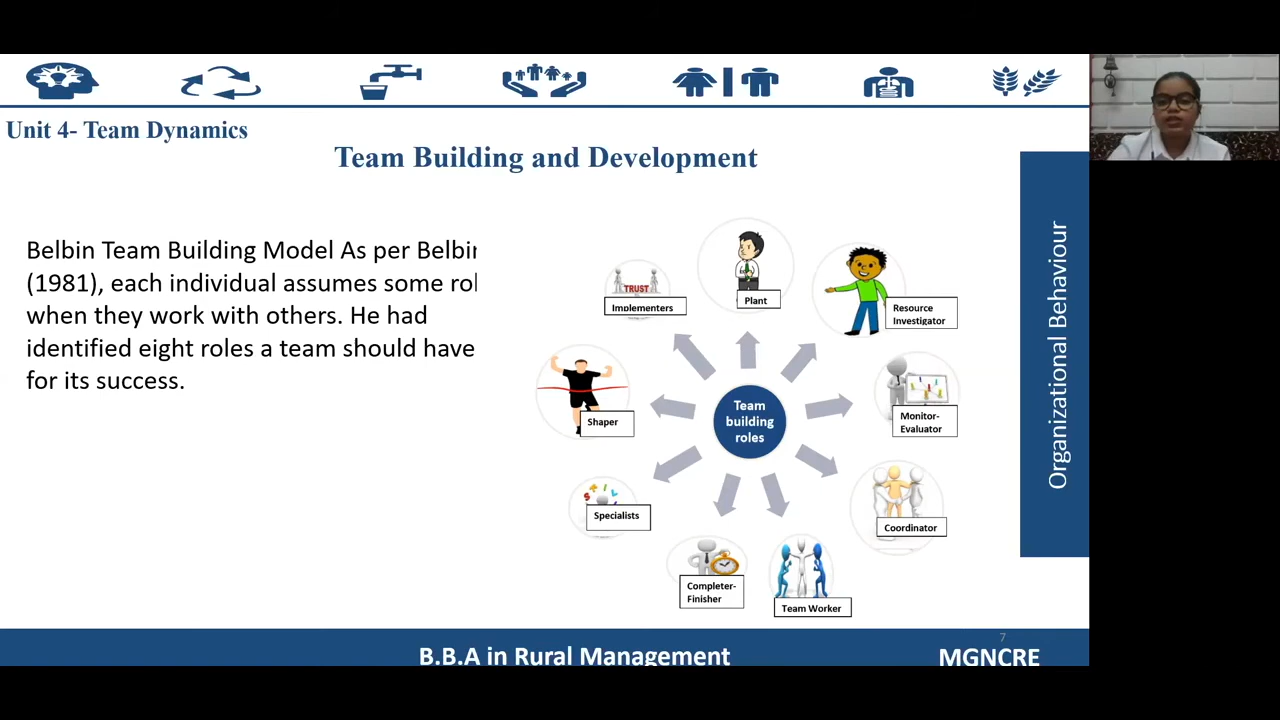 Unit 4- Team Dynamics
Team Building and Development
Belbin Team Building Model As per Belbin
(1981), each individual assumes some rol
when they work with others. He had
identified eight roles a team should have
for its success.
Plant
Resource
Investigator
Monitor-
Evaluator
Coordinator
Team Worker
Completer-
Finisher
Specialists
Shaper
TRUST
Implementers
Team
building
roles
Organizational Behaviour
7
B.B.A in Rural Management
MGNCRE